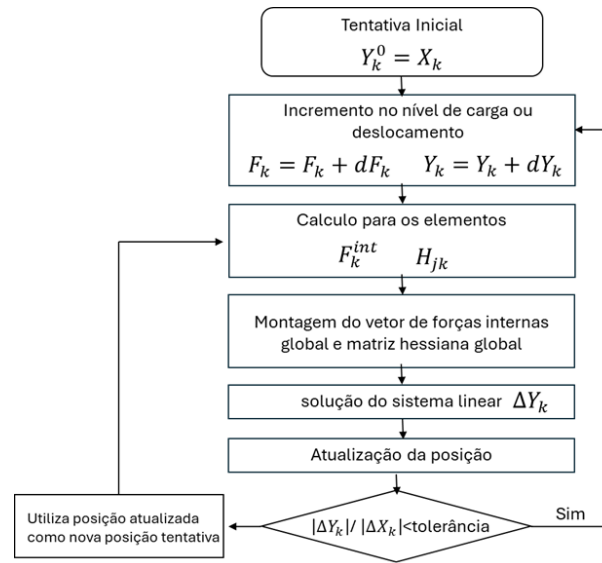 Tentativa Inicial
Y_k^0 = X_k
Incremento no nível de carga ou
deslocamento
F_k = F_k + dF_k Y_k = Y_k + dY_k
Calculo para os elementos
F_k^{int} H_{jk}
Montagem do vetor de forças internas
global e matriz hessiana global
solução do sistema linear ΔY_k
Atualização da posição
|ΔY_k|/ |ΔX_k|<tolerância
Sim
Utiliza posição atualizada
como nova posição tentativa